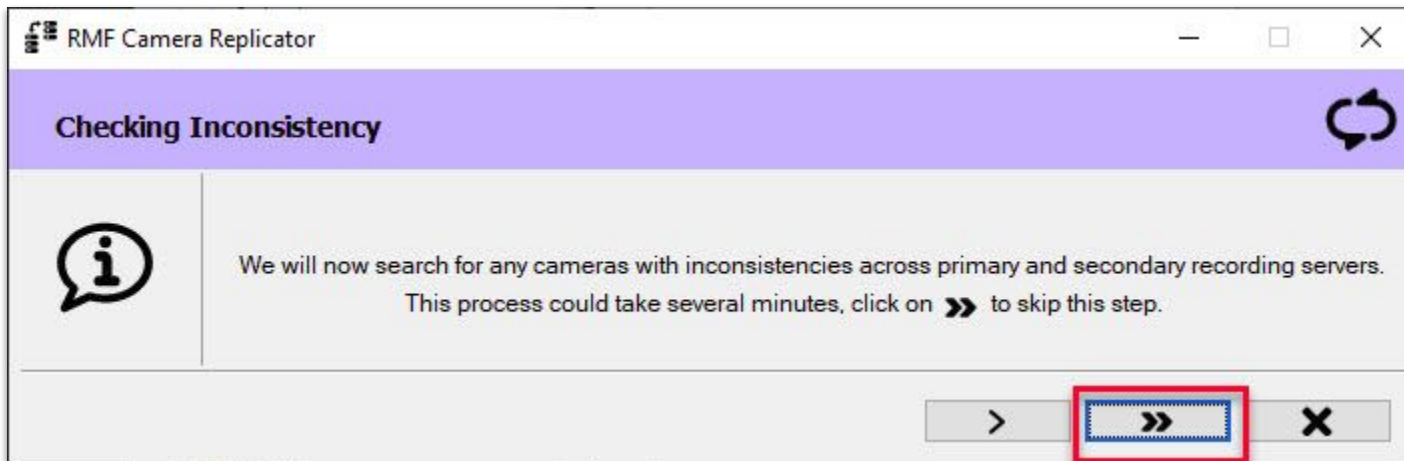 RMF Camera Replicator
Checking Inconsistency
We will now search for any cameras with inconsistencies across primary and secondary recording servers.
This process could take several minutes, click on » to skip this step.
> » ✖